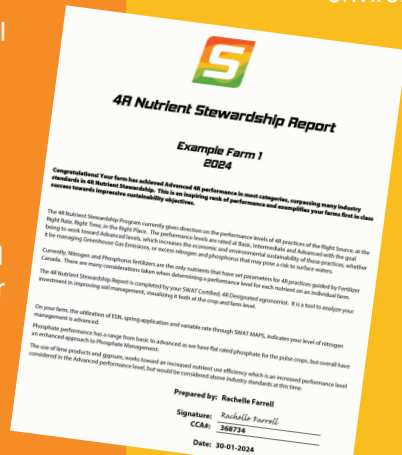 S
4R Nutrient Stewardship Report
Example Farm 1
2024
Congratulations! Your farm has achieved Advanced 4R performance in most categories, surpassing many industry
standards in 4R Nutrient Stewardship. This is an inspiring rank of performance and exemplifies your farms first in class
success towards impressive sustainability objectives.
The 4R Nutrient Stewardship Program currently gives direction on the performance levels of 4R practices of the Right Source, at the
Right Rate, Right Time, in the Right Place. The performance levels are rated at Basic, Intermediate and Advanced with the goal
being to work toward Advanced levels, which increases the economic and environmental sustainability of these practices, whether
it be managing Greenhouse Gas Emissions, or excess nitrogen and phosphorus that may pose a risk to surface waters.
Currently, Nitrogen and Phosphorus fertilizers are the only nutrients that have set parameters for 4R practices guided by Fertilizer
Canada. There are many considerations taken when determining a performance level for each nutrient on an individual farm.
The 4R Nutrient Stewardship Report is completed by your SWAT Certified, 4R Designated agronomist. It is a tool to analyze your
investment in improving soil management, visualizing it both at the crop and farm level.
On your farm, the utilization of ESN, spring application and variable rate through SWAT MAPS, indicates your level of nitrogen
management is advanced.
Phosphate performance has a range from basic to advanced as we have flat rated phosphate for the pulse crops, but overall have
an enhanced approach to Phosphate Management.
The use of lime products and gypsum, works toward an increased nutrient use efficiency which is an increased performance level
considered in the Advanced performance level, but would be considered above industry standards at this time.
Prepared by: Rachelle Farrell
Signature: Rachelle Farrell
CCA#: 368734
Date: 30-01-2024